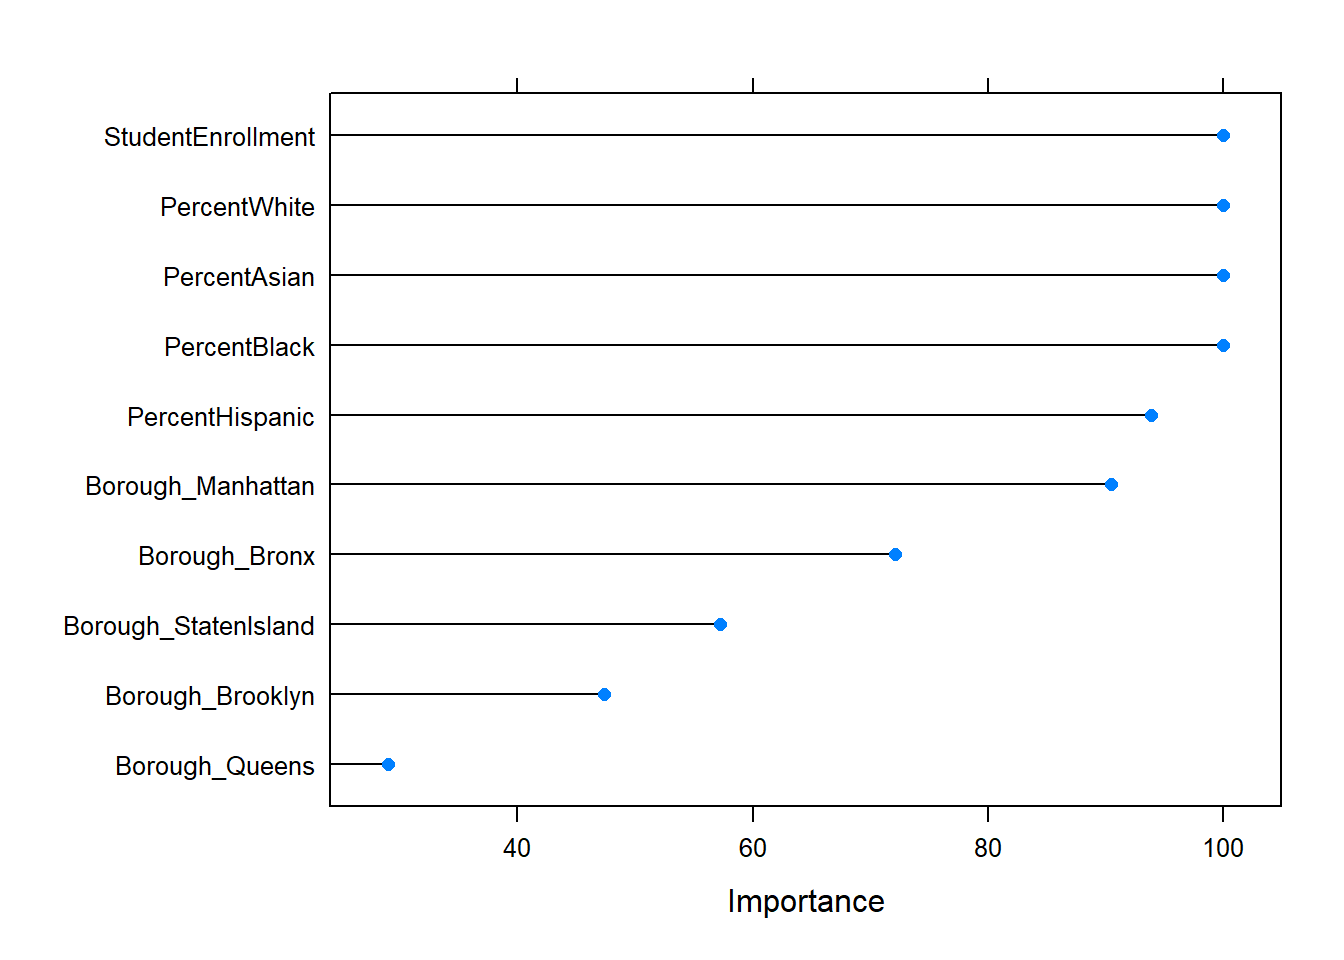 StudentEnrollment
PercentWhite
PercentAsian
PercentBlack
PercentHispanic
Borough_Manhattan
Borough_Bronx
Borough_StatenIsland
Borough_Brooklyn
Borough_Queens
40 60 80 100
Importance